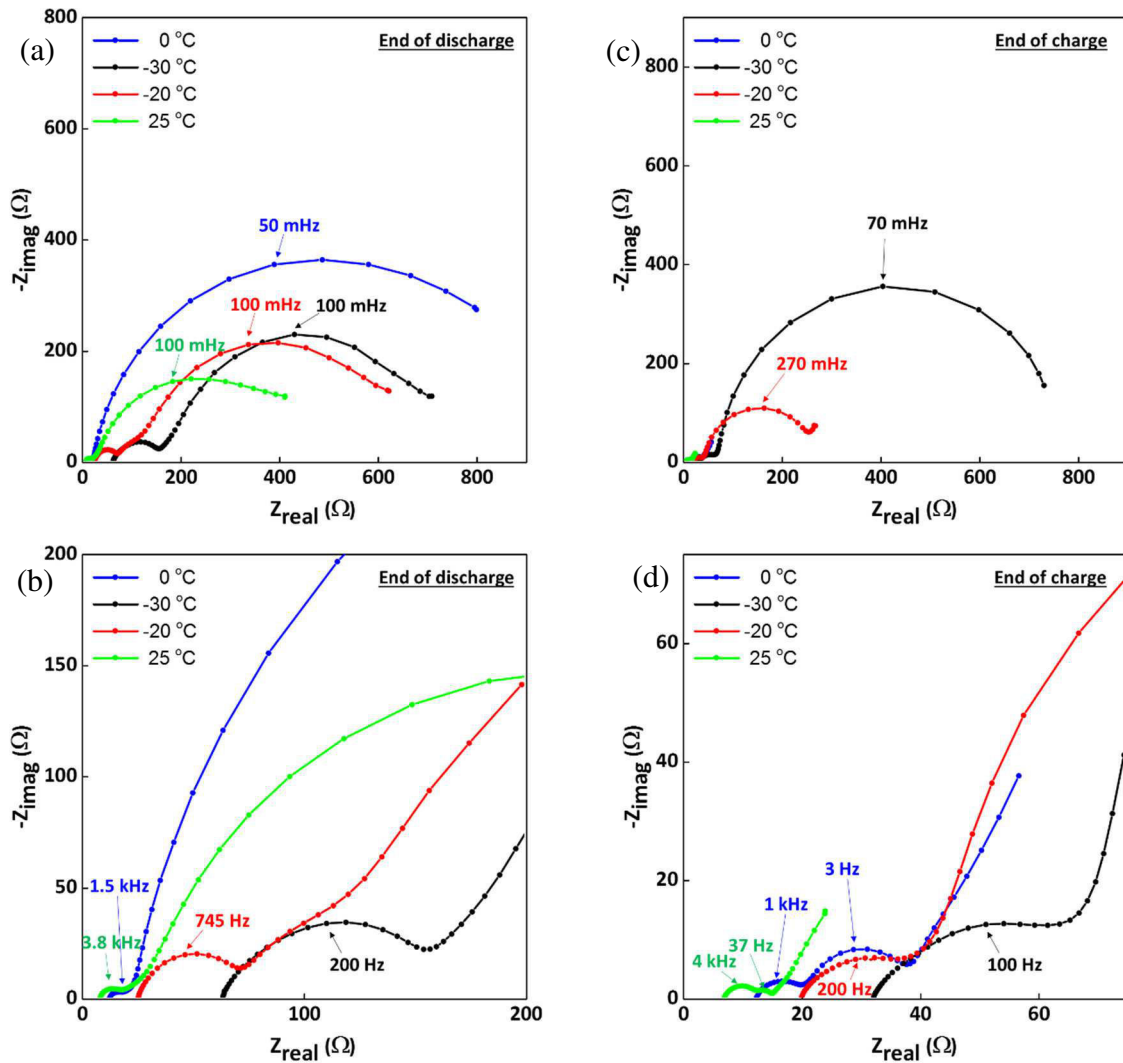 (a)
End of discharge
0 °C
-30 °C
-20 °C
25 °C
800
600
400
200
0
-Zimag (Ω)
50 mHz
100 mHz
100 mHz
100 mHz
0 200 400 600 800
Zreal (Ω)
(c)
End of charge
0 °C
-30 °C
-20 °C
25 °C
800
600
400
200
0
-Zimag (Ω)
70 mHz
270 mHz
0 200 400 600 800
Zreal (Ω)
(b)
End of discharge
0 °C
-30 °C
-20 °C
25 °C
200
150
100
50
0
-Zimag (Ω)
1.5 kHz
745 Hz
3.8 kHz
200 Hz
0 100 200
Zreal (Ω)
(d)
End of charge
0 °C
-30 °C
-20 °C
25 °C
60
40
20
0
-Zimag (Ω)
3 Hz
1 kHz
37 Hz
4 kHz
200 Hz
100 Hz
0 20 40 60
Zreal (Ω)